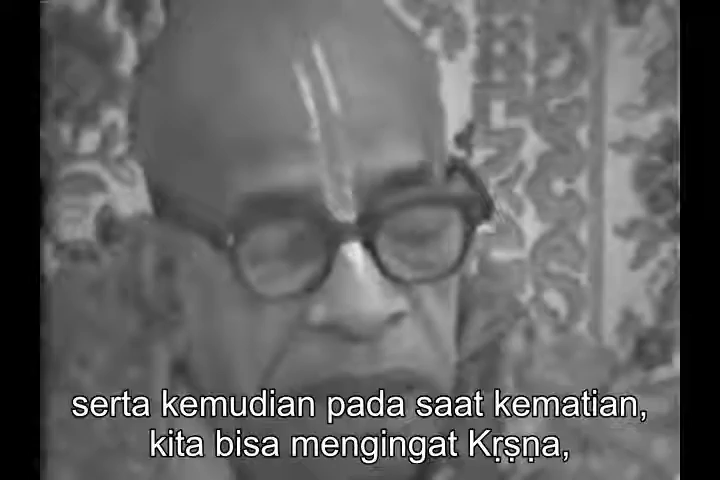 serta kemudian pada saat kematian,
kita bisa mengingat Kṛṣṇa,